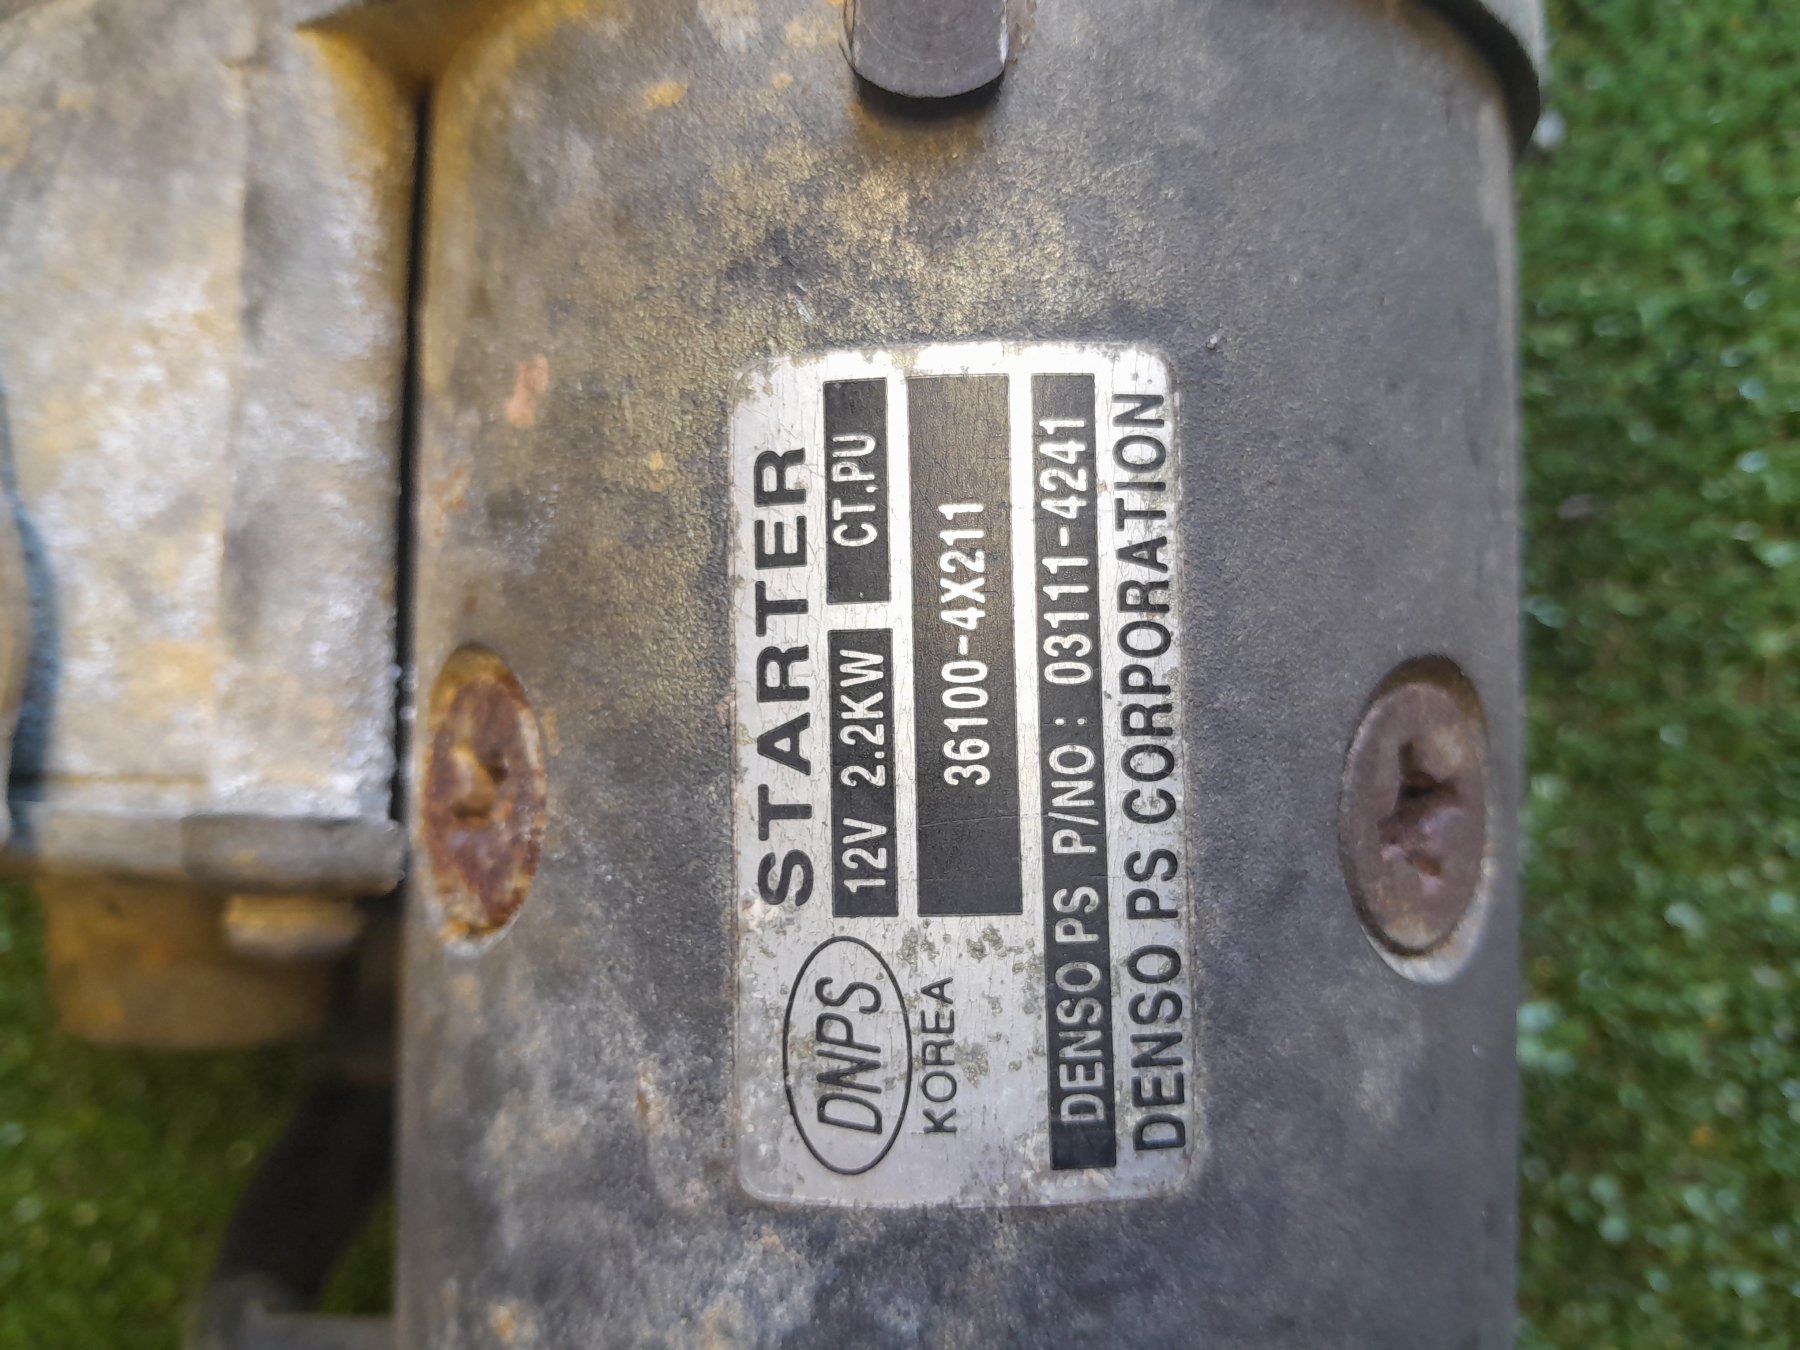 STARTER
12V 2.2KW CT.PU
DNPS
36100-4X211
KOREA
DENSO PS P/NO: 03111-4241
DENSO PS CORPORATION